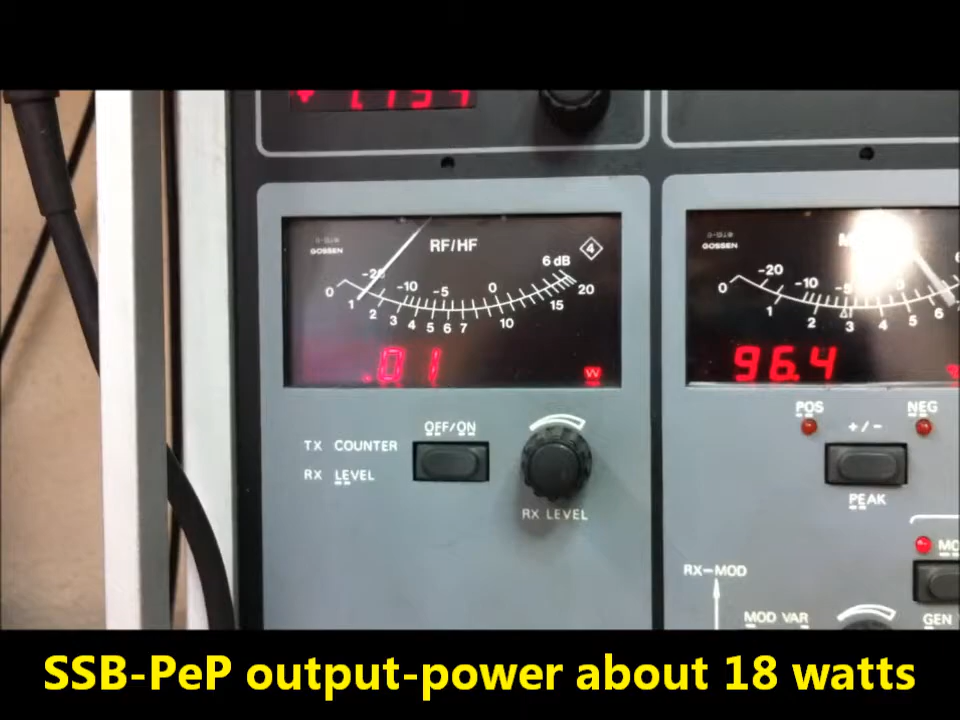 GOSSEN
RF/HF
4
6 dB
-20
-10
-5
0
0
1
2
3
4
5
6
7
10
15
20
.01
W
GOSSEN
-20
-10
-5
0
1
2
3
4
5
6
96.4
POS
NEG
+/-
PEAK
OFF/ON
TX COUNTER
RX LEVEL
RX LEVEL
RX-MOD
MOD VAR
GEN
SSB-PeP output-power about 18 watts